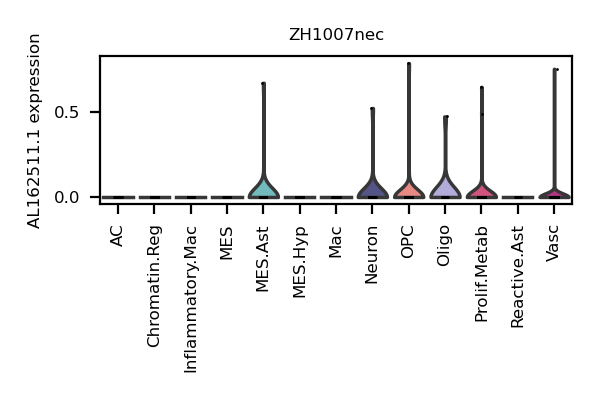 ZH1007nec
AL162511.1 expression
0.5
0.0
AC
Chromatin.Reg
Inflammatory.Mac
MES
MES.Ast
MES.Hyp
Mac
Neuron
OPC
Oligo
Prolif.Metab
Reactive.Ast
Vasc